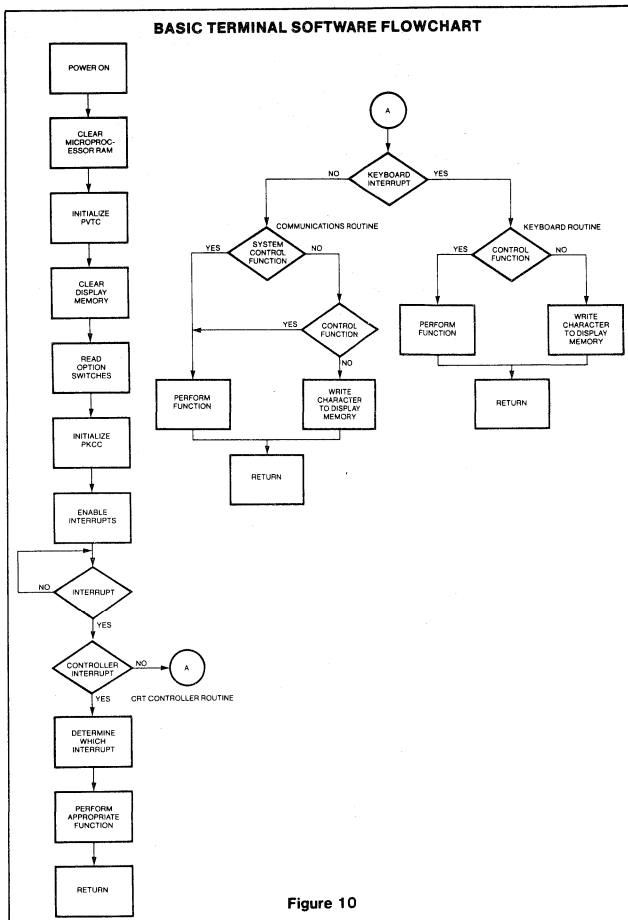 BASIC TERMINAL SOFTWARE FLOWCHART
POWER ON
CLEAR
MICROPROC-
ESSOR RAM
INITIALIZE
PVTC
CLEAR
DISPLAY
MEMORY
READ
OPTION
SWITCHES
INITIALIZE
PKCC
ENABLE
INTERRUPTS
NO
INTERRUPT
YES
CONTROLLER
INTERRUPT
NO
A
YES
CRT CONTROLLER ROUTINE
DETERMINE
WHICH
INTERRUPT
PERFORM
APPROPRIATE
FUNCTION
RETURN
A
NO
KEYBOARD
INTERRUPT
YES
COMMUNICATIONS ROUTINE
YES
SYSTEM
CONTROL
FUNCTION
NO
YES
CONTROL
FUNCTION
NO
PERFORM
FUNCTION
WRITE
CHARACTER
TO DISPLAY
MEMORY
RETURN
KEYBOARD ROUTINE
YES
CONTROL
FUNCTION
NO
PERFORM
FUNCTION
WRITE
CHARACTER
TO DISPLAY
MEMORY
RETURN
Figure 10